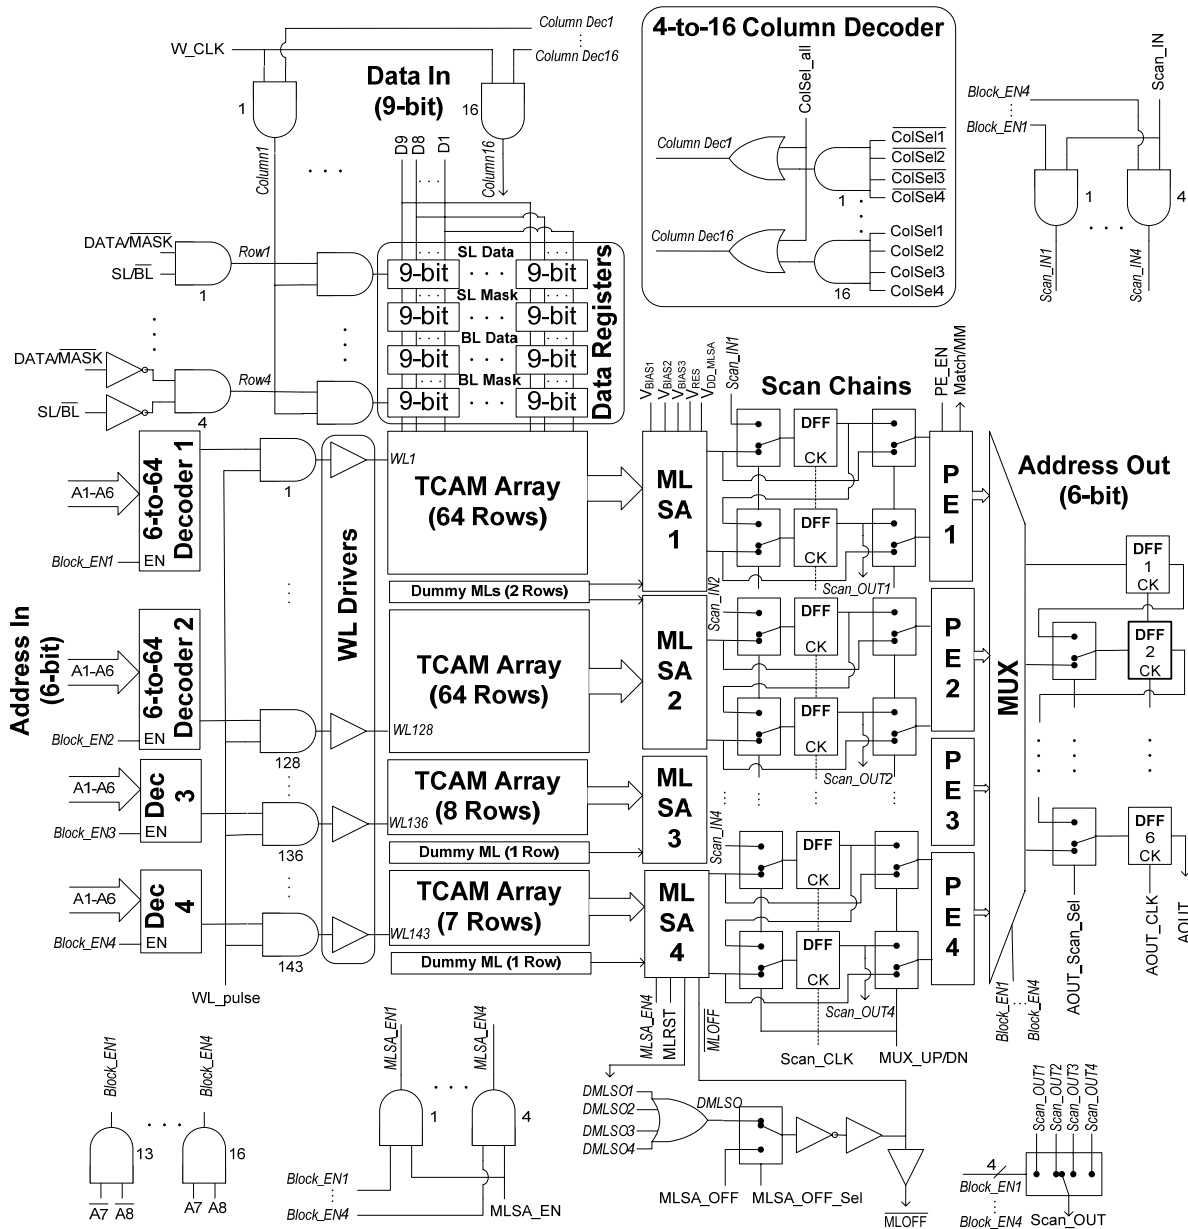 W_CLK
Column Dec1
Column Dec16
1
16
Data In
(9-bit)
D9
D8
D1
Column1
Column16
4-to-16 Column Decoder
ColSel_all
Column Dec1
ColSel1
ColSel2
ColSel3
ColSel4
1
Column Dec16
ColSel1
ColSel2
ColSel3
ColSel4
16
Scan_IN
Block_EN4
Block_EN1
1
4
Scan_IN1
Scan_IN4
DATA/MASK
SL/BL
1
Row1
DATA/MASK
SL/BL
4
Row4
SL Data
9-bit
9-bit
SL Mask
9-bit
9-bit
BL Data
9-bit
9-bit
BL Mask
9-bit
9-bit
Data Registers
VBIAS1
VBIAS2
VBIAS3
VRES
VDD_MLSA
Scan_IN1
Scan Chains
PE_EN
Match/MM
Address In
(6-bit)
A1-A6
Block_EN1
6-to-64
Decoder 1
EN
1
WL1
WL Drivers
TCAM Array
(64 Rows)
Dummy MLs (2 Rows)
ML
SA
1
DFF
CK
DFF
CK
Scan_OUT1
PE1
A1-A6
Block_EN2
6-to-64
Decoder 2
EN
128
WL128
TCAM Array
(64 Rows)
ML
SA
2
Scan_IN2
DFF
CK
DFF
CK
Scan_OUT2
PE2
A1-A6
Block_EN3
Dec
3
EN
136
WL136
TCAM Array
(8 Rows)
Dummy ML (1 Row)
ML
SA
3
PE3
A1-A6
Block_EN4
Dec
4
EN
143
WL143
TCAM Array
(7 Rows)
Dummy ML (1 Row)
ML
SA
4
Scan_IN4
DFF
CK
DFF
CK
Scan_OUT4
PE4
WL_pulse
MUX
Block_EN1
Block_EN4
Address Out
(6-bit)
DFF
1
CK
DFF
2
CK
DFF
6
CK
AOUT_Scan_Sel
AOUT_CLK
AOUT
MLSA_EN4
MLRST
MLOFF
Scan_CLK
MUX_UP/DN
Block_EN1
Block_EN4
13
16
A7
A8
A7
A8
MLSA_EN1
MLSA_EN4
1
4
Block_EN1
Block_EN4
MLSA_EN
DMLSO1
DMLSO2
DMLSO3
DMLSO4
DMLSO
MLSA_OFF
MLSA_OFF_Sel
MLOFF
Scan_OUT1
Scan_OUT2
Scan_OUT3
Scan_OUT4
4
Block_EN1
Block_EN4
Scan_OUT